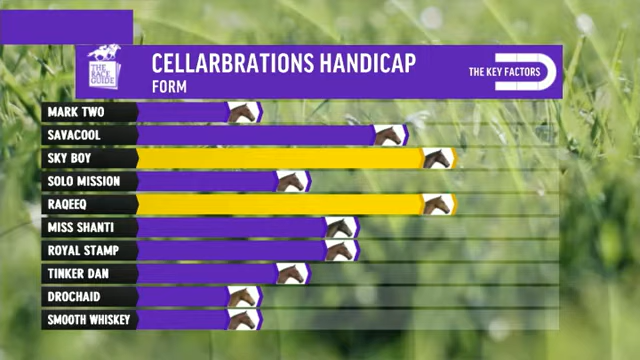 THE
RACE
GUIDE
CELLARBRATIONS HANDICAP
FORM
THE KEY FACTORS
MARK TWO
SAVACOOL
SKY BOY
SOLO MISSION
RAQEEQ
MISS SHANTI
ROYAL STAMP
TINKER DAN
DROCHAID
SMOOTH WHISKEY